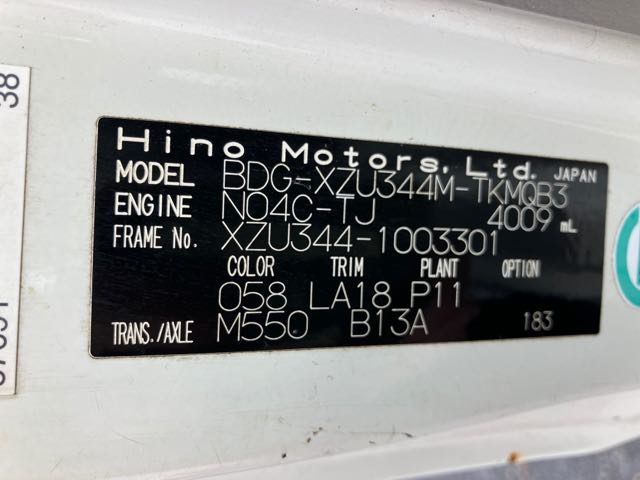 Hino Motors, Ltd. JAPAN
MODEL BDG-XZU344M-TKMQB3
ENGINE N04C-TJ 4009 mL
FRAME No. XZU344-1003301
COLOR TRIM PLANT OPTION
058 LA18 P11
TRANS./AXLE M550 B13A 183
38